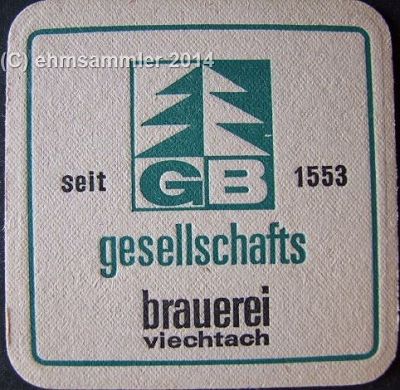 (C) ehmsammler 2014
GB
seit 1553
gesellschafts
brauerei
viechtach